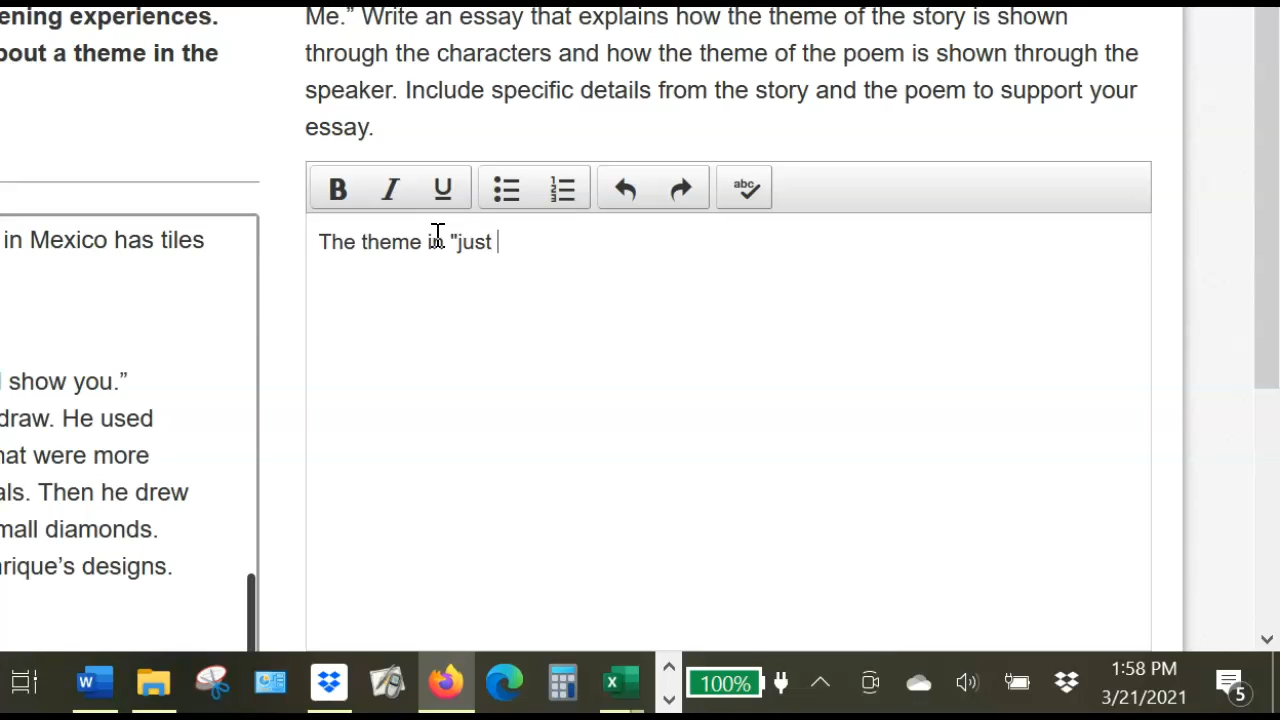 ening experiences.
bout a theme in the
in Mexico has tiles
I show you.”
draw. He used
hat were more
als. Then he drew
mall diamonds.
rique’s designs.
Me.” Write an essay that explains how the theme of the story is shown
through the characters and how the theme of the poem is shown through the
speaker. Include specific details from the story and the poem to support your
essay.
B I U abc
The theme in "just
100%
1:58 PM
3/21/2021
5